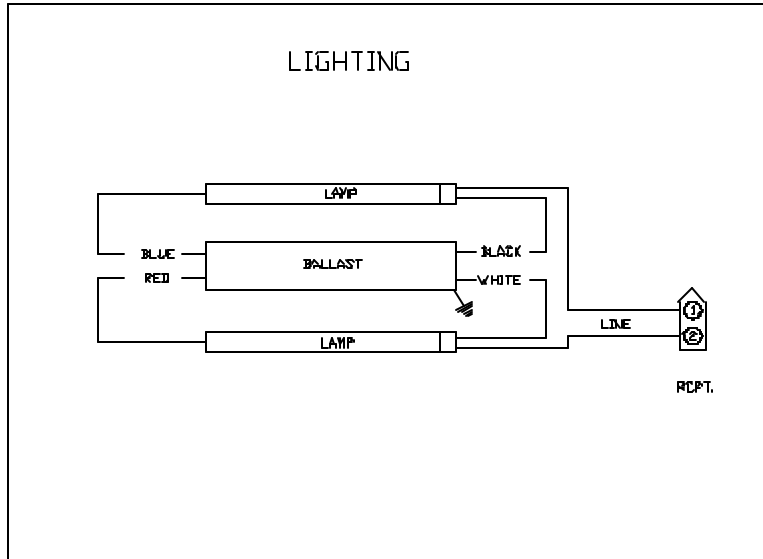 LIGHTING
LAMP
BLUE
BLACK
BALLAST
RED
WHITE
1
LINE
2
LAMP
RCPT.